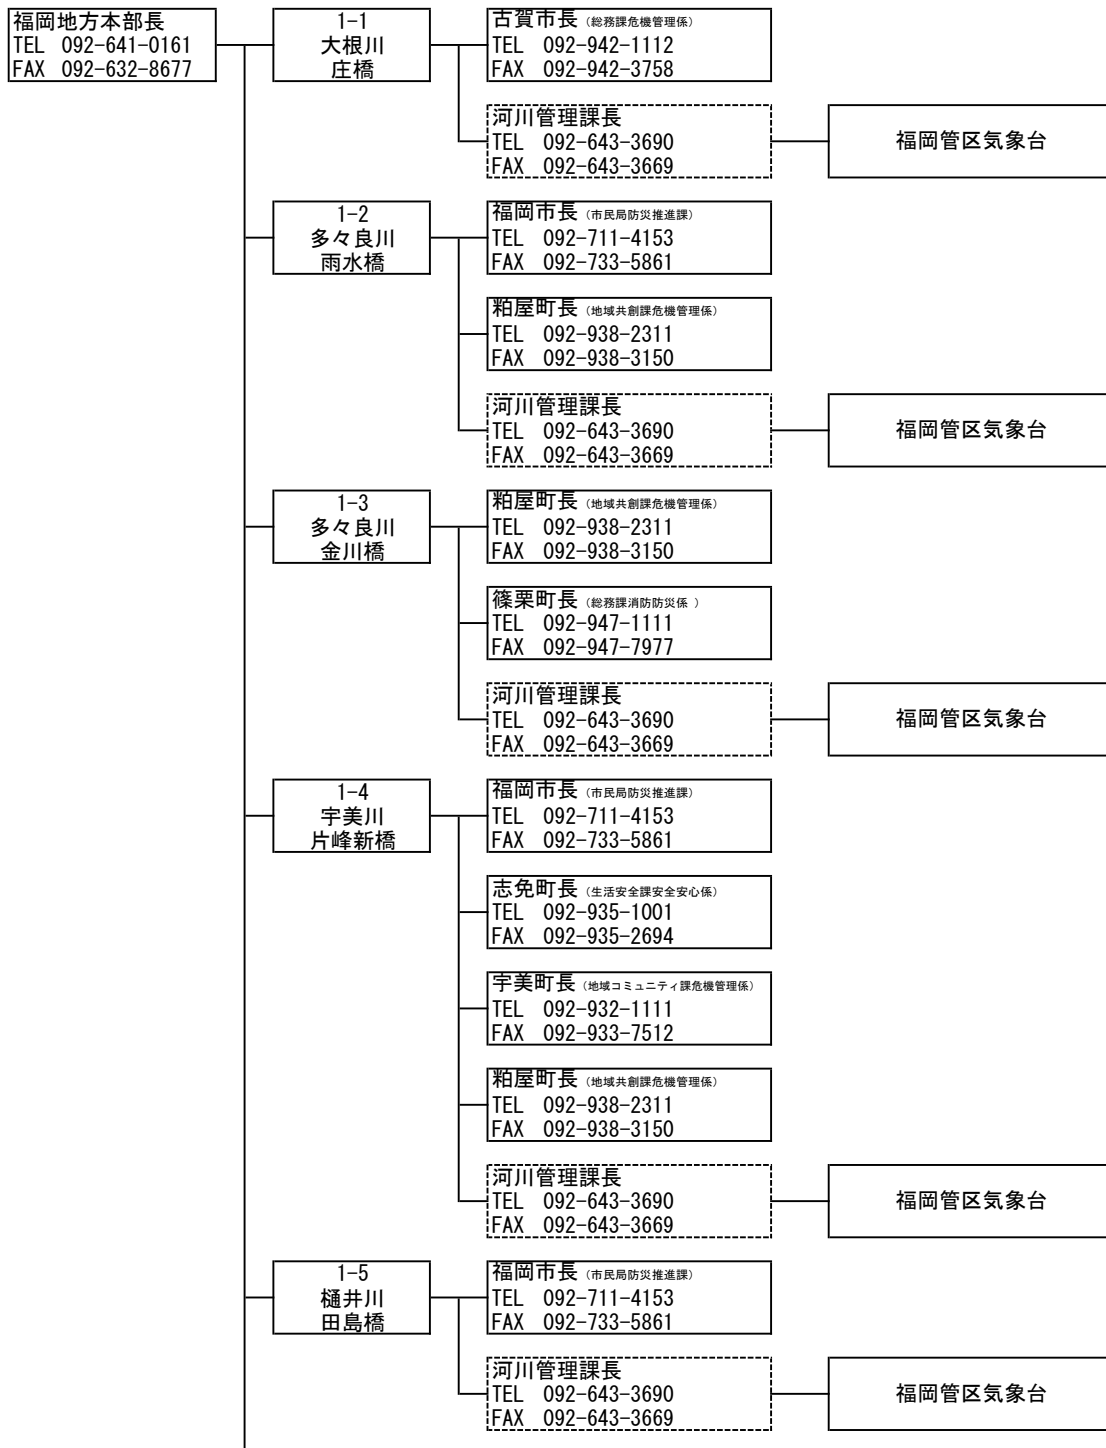 福岡地方本部長
TEL 092-641-0161
FAX 092-632-8677
1-1
大根川
庄橋
古賀市長 (総務課危機管理係)
TEL 092-942-1112
FAX 092-942-3758
河川管理課長
TEL 092-643-3690
FAX 092-643-3669
福岡管区気象台
1-2
多々良川
雨水橋
福岡市長 (市民局防災推進課)
TEL 092-711-4153
FAX 092-733-5861
粕屋町長 (地域共創課危機管理係)
TEL 092-938-2311
FAX 092-938-3150
河川管理課長
TEL 092-643-3690
FAX 092-643-3669
福岡管区気象台
1-3
多々良川
金川橋
粕屋町長 (地域共創課危機管理係)
TEL 092-938-2311
FAX 092-938-3150
篠栗町長 (総務課消防防災係 )
TEL 092-947-1111
FAX 092-947-7977
河川管理課長
TEL 092-643-3690
FAX 092-643-3669
福岡管区気象台
1-4
宇美川
片峰新橋
福岡市長 (市民局防災推進課)
TEL 092-711-4153
FAX 092-733-5861
志免町長 (生活安全課安全安心係)
TEL 092-935-1001
FAX 092-935-2694
宇美町長 (地域コミュニティ課危機管理係)
TEL 092-932-1111
FAX 092-933-7512
粕屋町長 (地域共創課危機管理係)
TEL 092-938-2311
FAX 092-938-3150
河川管理課長
TEL 092-643-3690
FAX 092-643-3669
福岡管区気象台
1-5
樋井川
田島橋
福岡市長 (市民局防災推進課)
TEL 092-711-4153
FAX 092-733-5861
河川管理課長
TEL 092-643-3690
FAX 092-643-3669
福岡管区気象台